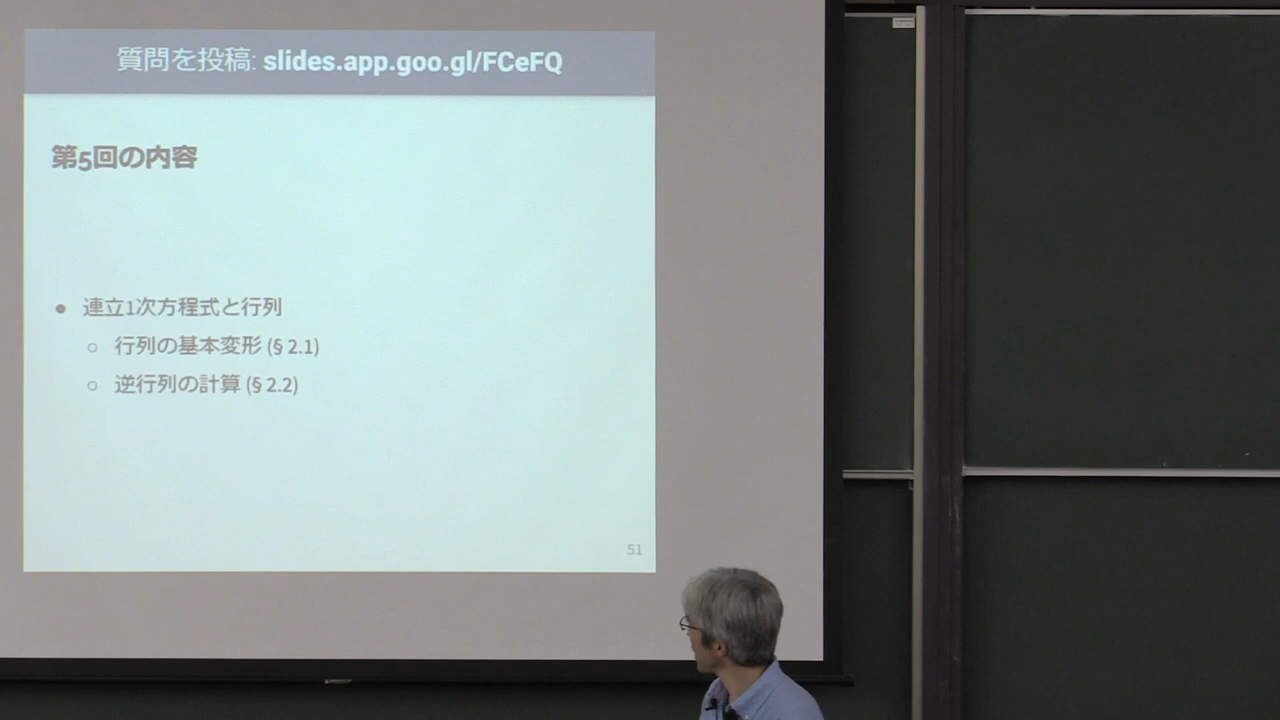 質問を投稿: slides.app.goo.gl/FCeFQ
第5回の内容
● 連立1次方程式と行列
○ 行列の基本変形 (§ 2.1)
○ 逆行列の計算 (§ 2.2)
51